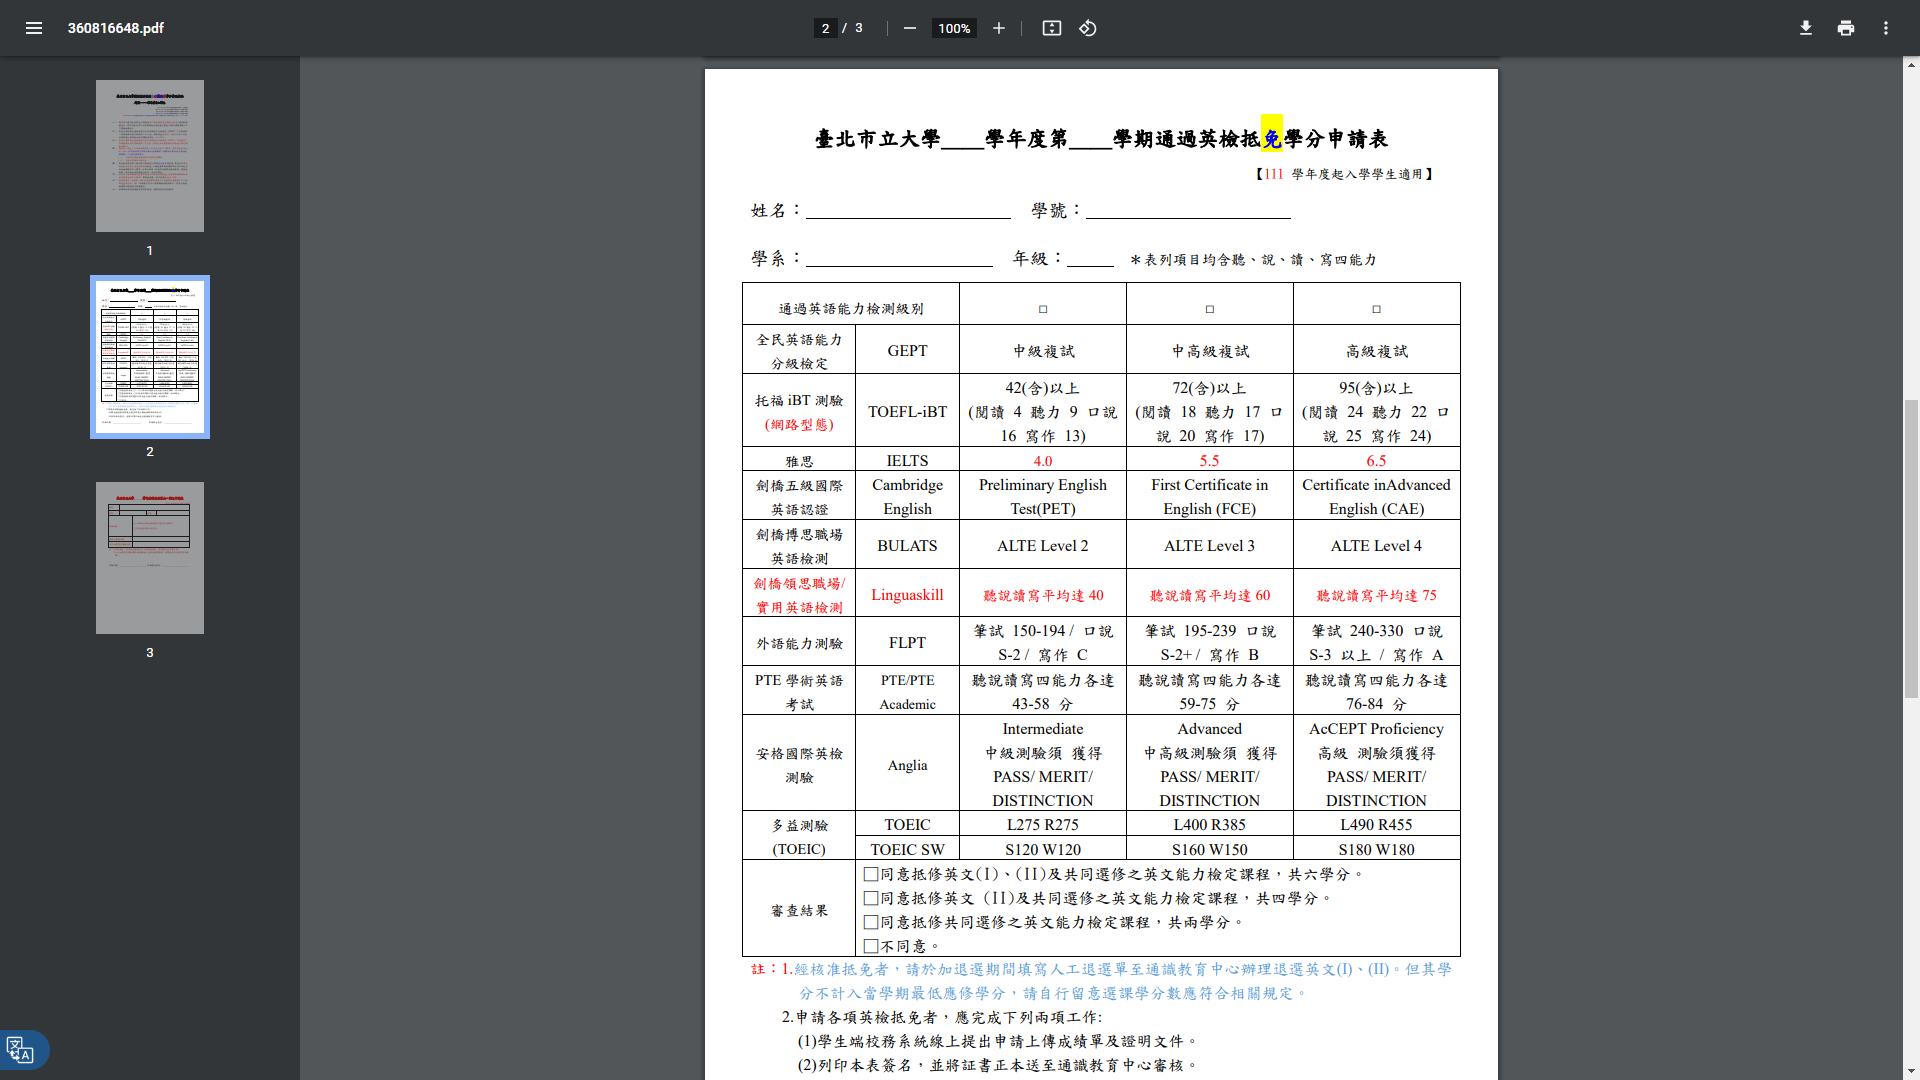 360816648.pdf
2 / 3
100%
1
2
3
臺北市立大學____學年度第____學期通過英檢抵免學分申請表
【111 學年度起入學學生適用】
姓名： 學號：
學系： 年級： ＊表列項目均含聽、說、讀、寫四能力
通過英語能力檢測級別 □ □ □
全民英語能力
分級檢定
GEPT
中級複試
中高級複試
高級複試
托福 iBT 測驗
(網路型態)
TOEFL-iBT
42(含)以上
(閱讀 4 聽力 9 口說
16 寫作 13)
72(含)以上
(閱讀 18 聽力 17 口
說 20 寫作 17)
95(含)以上
(閱讀 24 聽力 22 口
說 25 寫作 24)
雅思 IELTS 4.0 5.5 6.5
劍橋五級國際
英語認證
Cambridge
English
Preliminary English
Test(PET)
First Certificate in
English (FCE)
Certificate inAdvanced
English (CAE)
劍橋博思職場
英語檢測
BULATS
ALTE Level 2
ALTE Level 3
ALTE Level 4
劍橋領思職場/
實用英語檢測
Linguaskill
聽說讀寫平均達 40
聽說讀寫平均達 60
聽說讀寫平均達 75
外語能力測驗
FLPT
筆試 150-194 / 口說
S-2 / 寫作 C
筆試 195-239 口說
S-2+ / 寫作 B
筆試 240-330 口說
S-3 以上 / 寫作 A
PTE 學術英語
考試
PTE/PTE
Academic
聽說讀寫四能力各達
43-58 分
聽說讀寫四能力各達
59-75 分
聽說讀寫四能力各達
76-84 分
安格國際英檢
測驗
Anglia
Intermediate
中級測驗須 獲得
PASS/ MERIT/
DISTINCTION
Advanced
中高級測驗須 獲得
PASS/ MERIT/
DISTINCTION
AcCEPT Proficiency
高級 測驗須獲得
PASS/ MERIT/
DISTINCTION
多益測驗
(TOEIC)
TOEIC L275 R275 L400 R385 L490 R455
TOEIC SW S120 W120 S160 W150 S180 W180
審查結果
□同意抵修英文(I)、(II)及共同選修之英文能力檢定課程，共六學分。
□同意抵修英文 (II)及共同選修之英文能力檢定課程，共四學分。
□同意抵修共同選修之英文能力檢定課程，共兩學分。
□不同意。
註：1.經核准抵免者，請於加退選期間填寫人工退選單至通識教育中心辦理退選英文(I)、(II)。但其學
分不計入當學期最低應修學分，請自行留意選課學分數應符合相關規定。
2.申請各項英檢抵免者，應完成下列兩項工作:
(1)學生端校務系統線上提出申請上傳成績單及證明文件。
(2)列印本表簽名，並將証書正本送至通識教育中心審核。